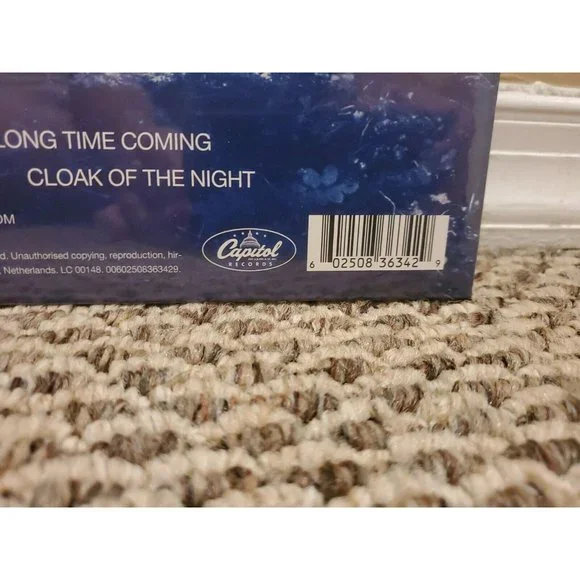 LONG TIME COMING
CLOAK OF THE NIGHT
OM
d. Unauthorised copying, reproduction, hir-
Netherlands. LC 00148. 00602508363429.
Capitol
RECORDS
6 02508 36342 9